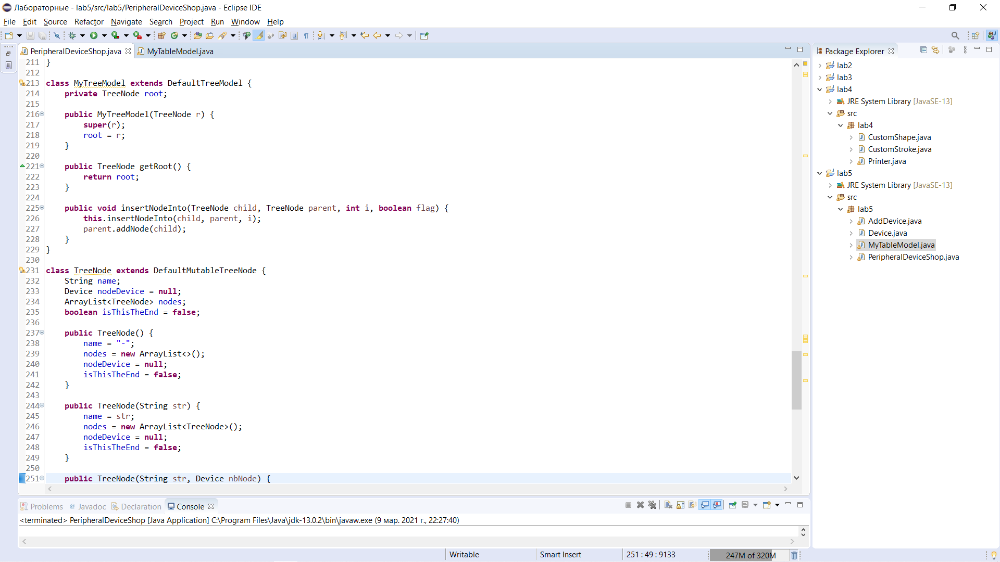 Лабораторные - lab5/src/lab5/PeripheralDeviceShop.java - Eclipse IDE
File Edit Source Refactor Navigate Search Project Run Window Help
PeripheralDeviceShop.java MyTableModel.java
211 }
212
213 class MyTreeModel extends DefaultTreeModel {
214     private TreeNode root;
215
216     public MyTreeModel(TreeNode r) {
217         super(r);
218         root = r;
219     }
220
221     public TreeNode getRoot() {
222         return root;
223     }
224
225     public void insertNodeInto(TreeNode child, TreeNode parent, int i, boolean flag) {
226         this.insertNodeInto(child, parent, i);
227         parent.addNode(child);
228     }
229 }
230
231 class TreeNode extends DefaultMutableTreeNode {
232     String name;
233     Device nodeDevice = null;
234     ArrayList<TreeNode> nodes;
235     boolean isThisTheEnd = false;
236
237     public TreeNode() {
238         name = "-";
239         nodes = new ArrayList<>();
240         nodeDevice = null;
241         isThisTheEnd = false;
242     }
243
244     public TreeNode(String str) {
245         name = str;
246         nodes = new ArrayList<TreeNode>();
247         nodeDevice = null;
248         isThisTheEnd = false;
249     }
250
251     public TreeNode(String str, Device nbNode) {
Package Explorer
lab2
lab3
lab4
JRE System Library [JavaSE-13]
src
lab4
CustomShape.java
CustomStroke.java
Printer.java
lab5
JRE System Library [JavaSE-13]
src
lab5
AddDevice.java
Device.java
MyTableModel.java
PeripheralDeviceShop.java
Problems @ Javadoc Declaration Console
<terminated> PeripheralDeviceShop [Java Application] C:\Program Files\Java\jdk-13.0.2\bin\javaw.exe (9 мар. 2021 г., 22:27:40)
Writable Smart Insert 251 : 49 : 9133 247M of 320M